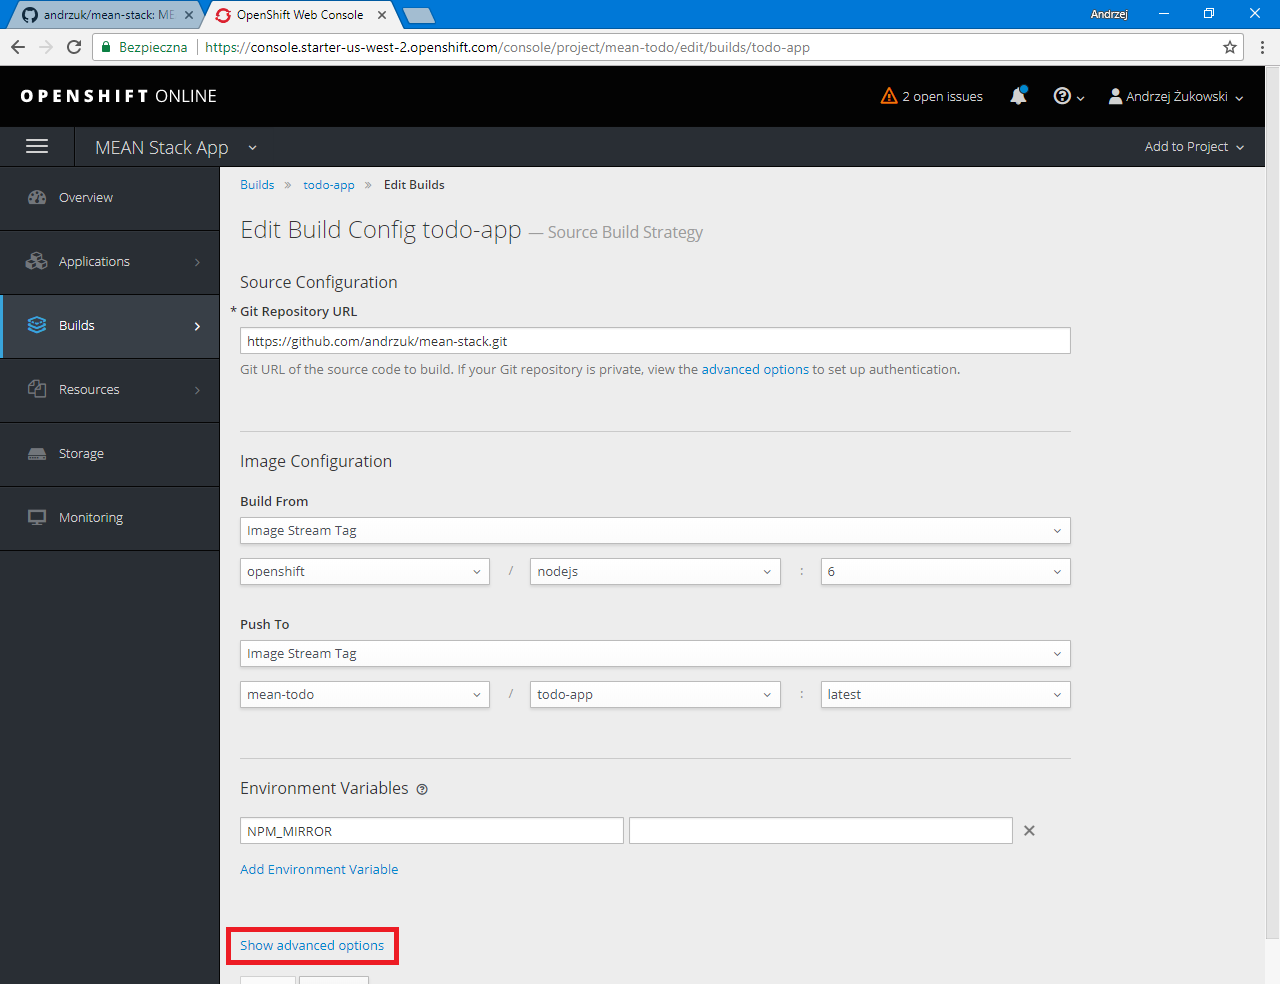 andrzuk/mean-stack: ME
OpenShift Web Console
Andrzej
Bezpieczna
https://console.starter-us-west-2.openshift.com/console/project/mean-todo/edit/builds/todo-app
OPENSHIFT ONLINE
2 open issues
Andrzej Żukowski
MEAN Stack App
Add to Project
Overview
Applications
Builds
Resources
Storage
Monitoring
Builds » todo-app » Edit Builds
Edit Build Config todo-app — Source Build Strategy
Source Configuration
* Git Repository URL
https://github.com/andrzuk/mean-stack.git
Git URL of the source code to build. If your Git repository is private, view the advanced options to set up authentication.
Image Configuration
Build From
Image Stream Tag
openshift / nodejs : 6
Push To
Image Stream Tag
mean-todo / todo-app : latest
Environment Variables
NPM_MIRROR
Add Environment Variable
Show advanced options